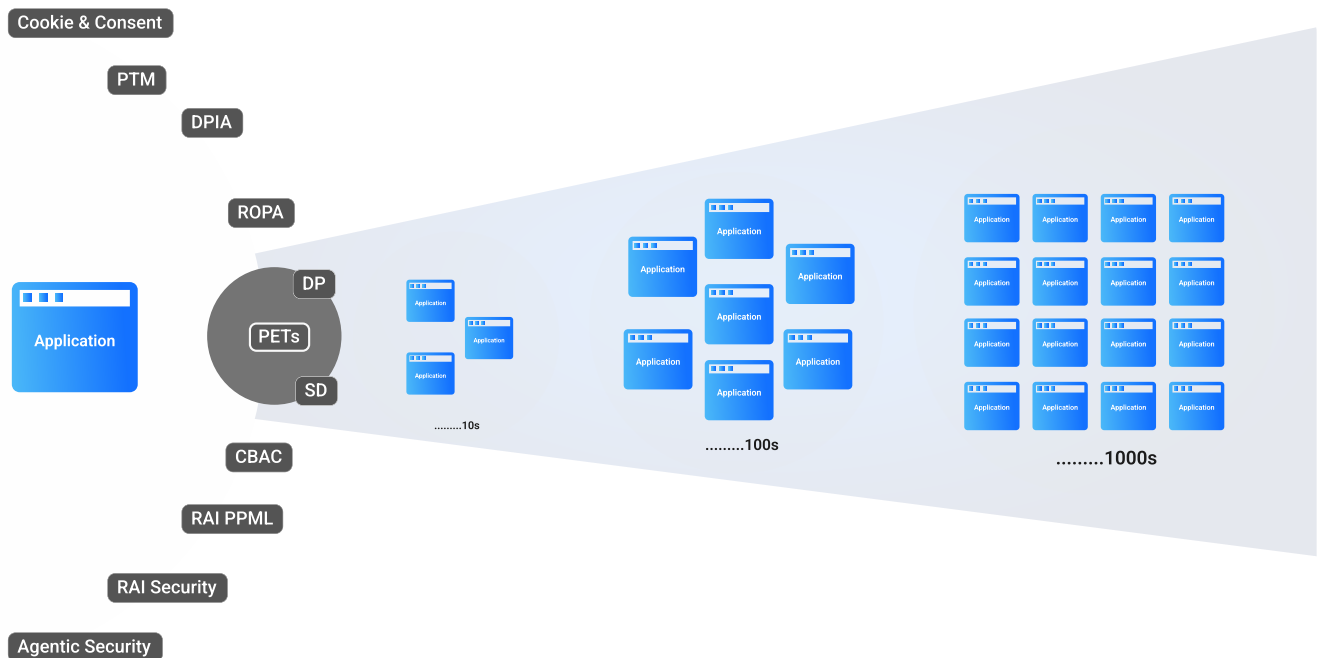 Cookie & Consent
PTM
DPIA
ROPA
DP
PETs
SD
CBAC
RAI PPML
RAI Security
Agentic Security
Application
Application
Application
Application
.........10s
Application
Application
Application
Application
Application
Application
Application
.........100s
Application Application Application Application
Application Application Application Application
Application Application Application Application
Application Application Application Application
.........1000s